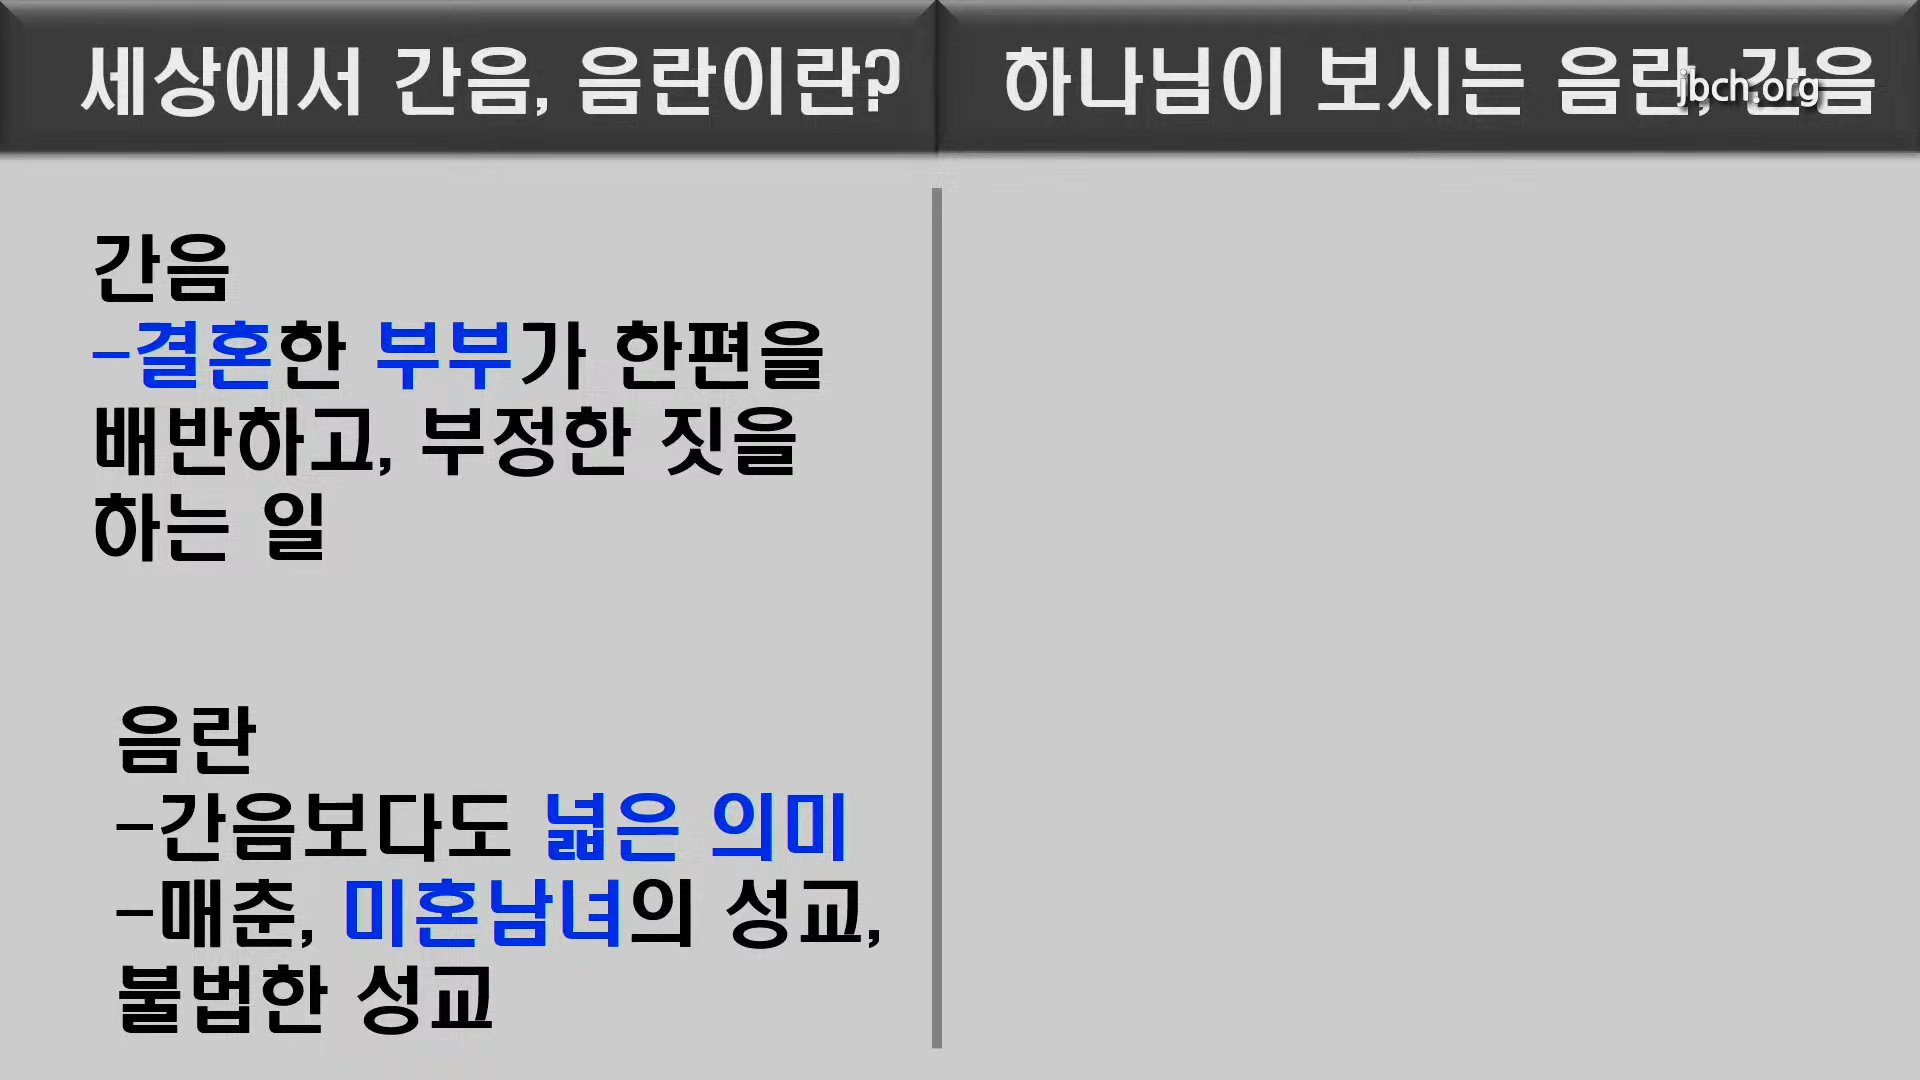 세상에서 간음, 음란이란?
하나님이 보시는 음란, 간음
jbch.org
간음
-결혼한 부부가 한편을
배반하고, 부정한 짓을
하는 일
음란
-간음보다도 넓은 의미
-매춘, 미혼남녀의 성교,
불법한 성교